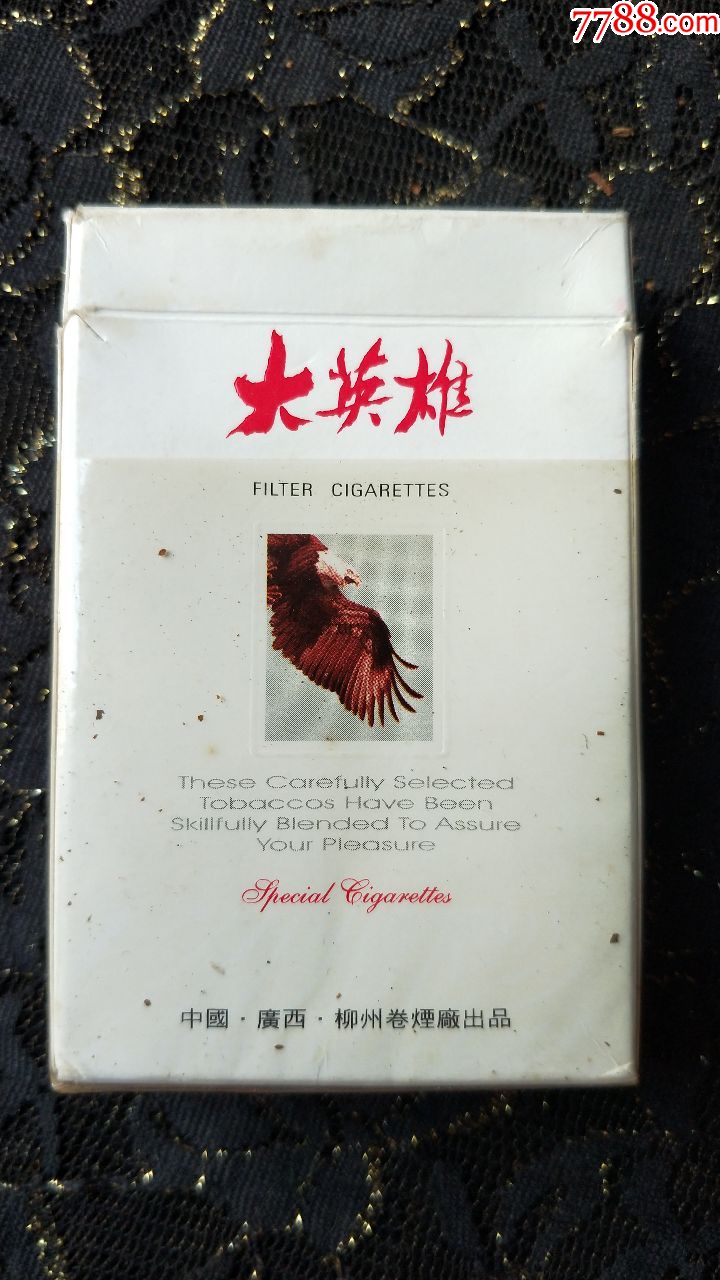 7788.com
大英雄
FILTER CIGARETTES
These Carefully Selected
Tobaccos Have Been
Skillfully Blended To Assure
Your Pleasure
Special Cigarettes
中國·廣西·柳州卷煙廠出品